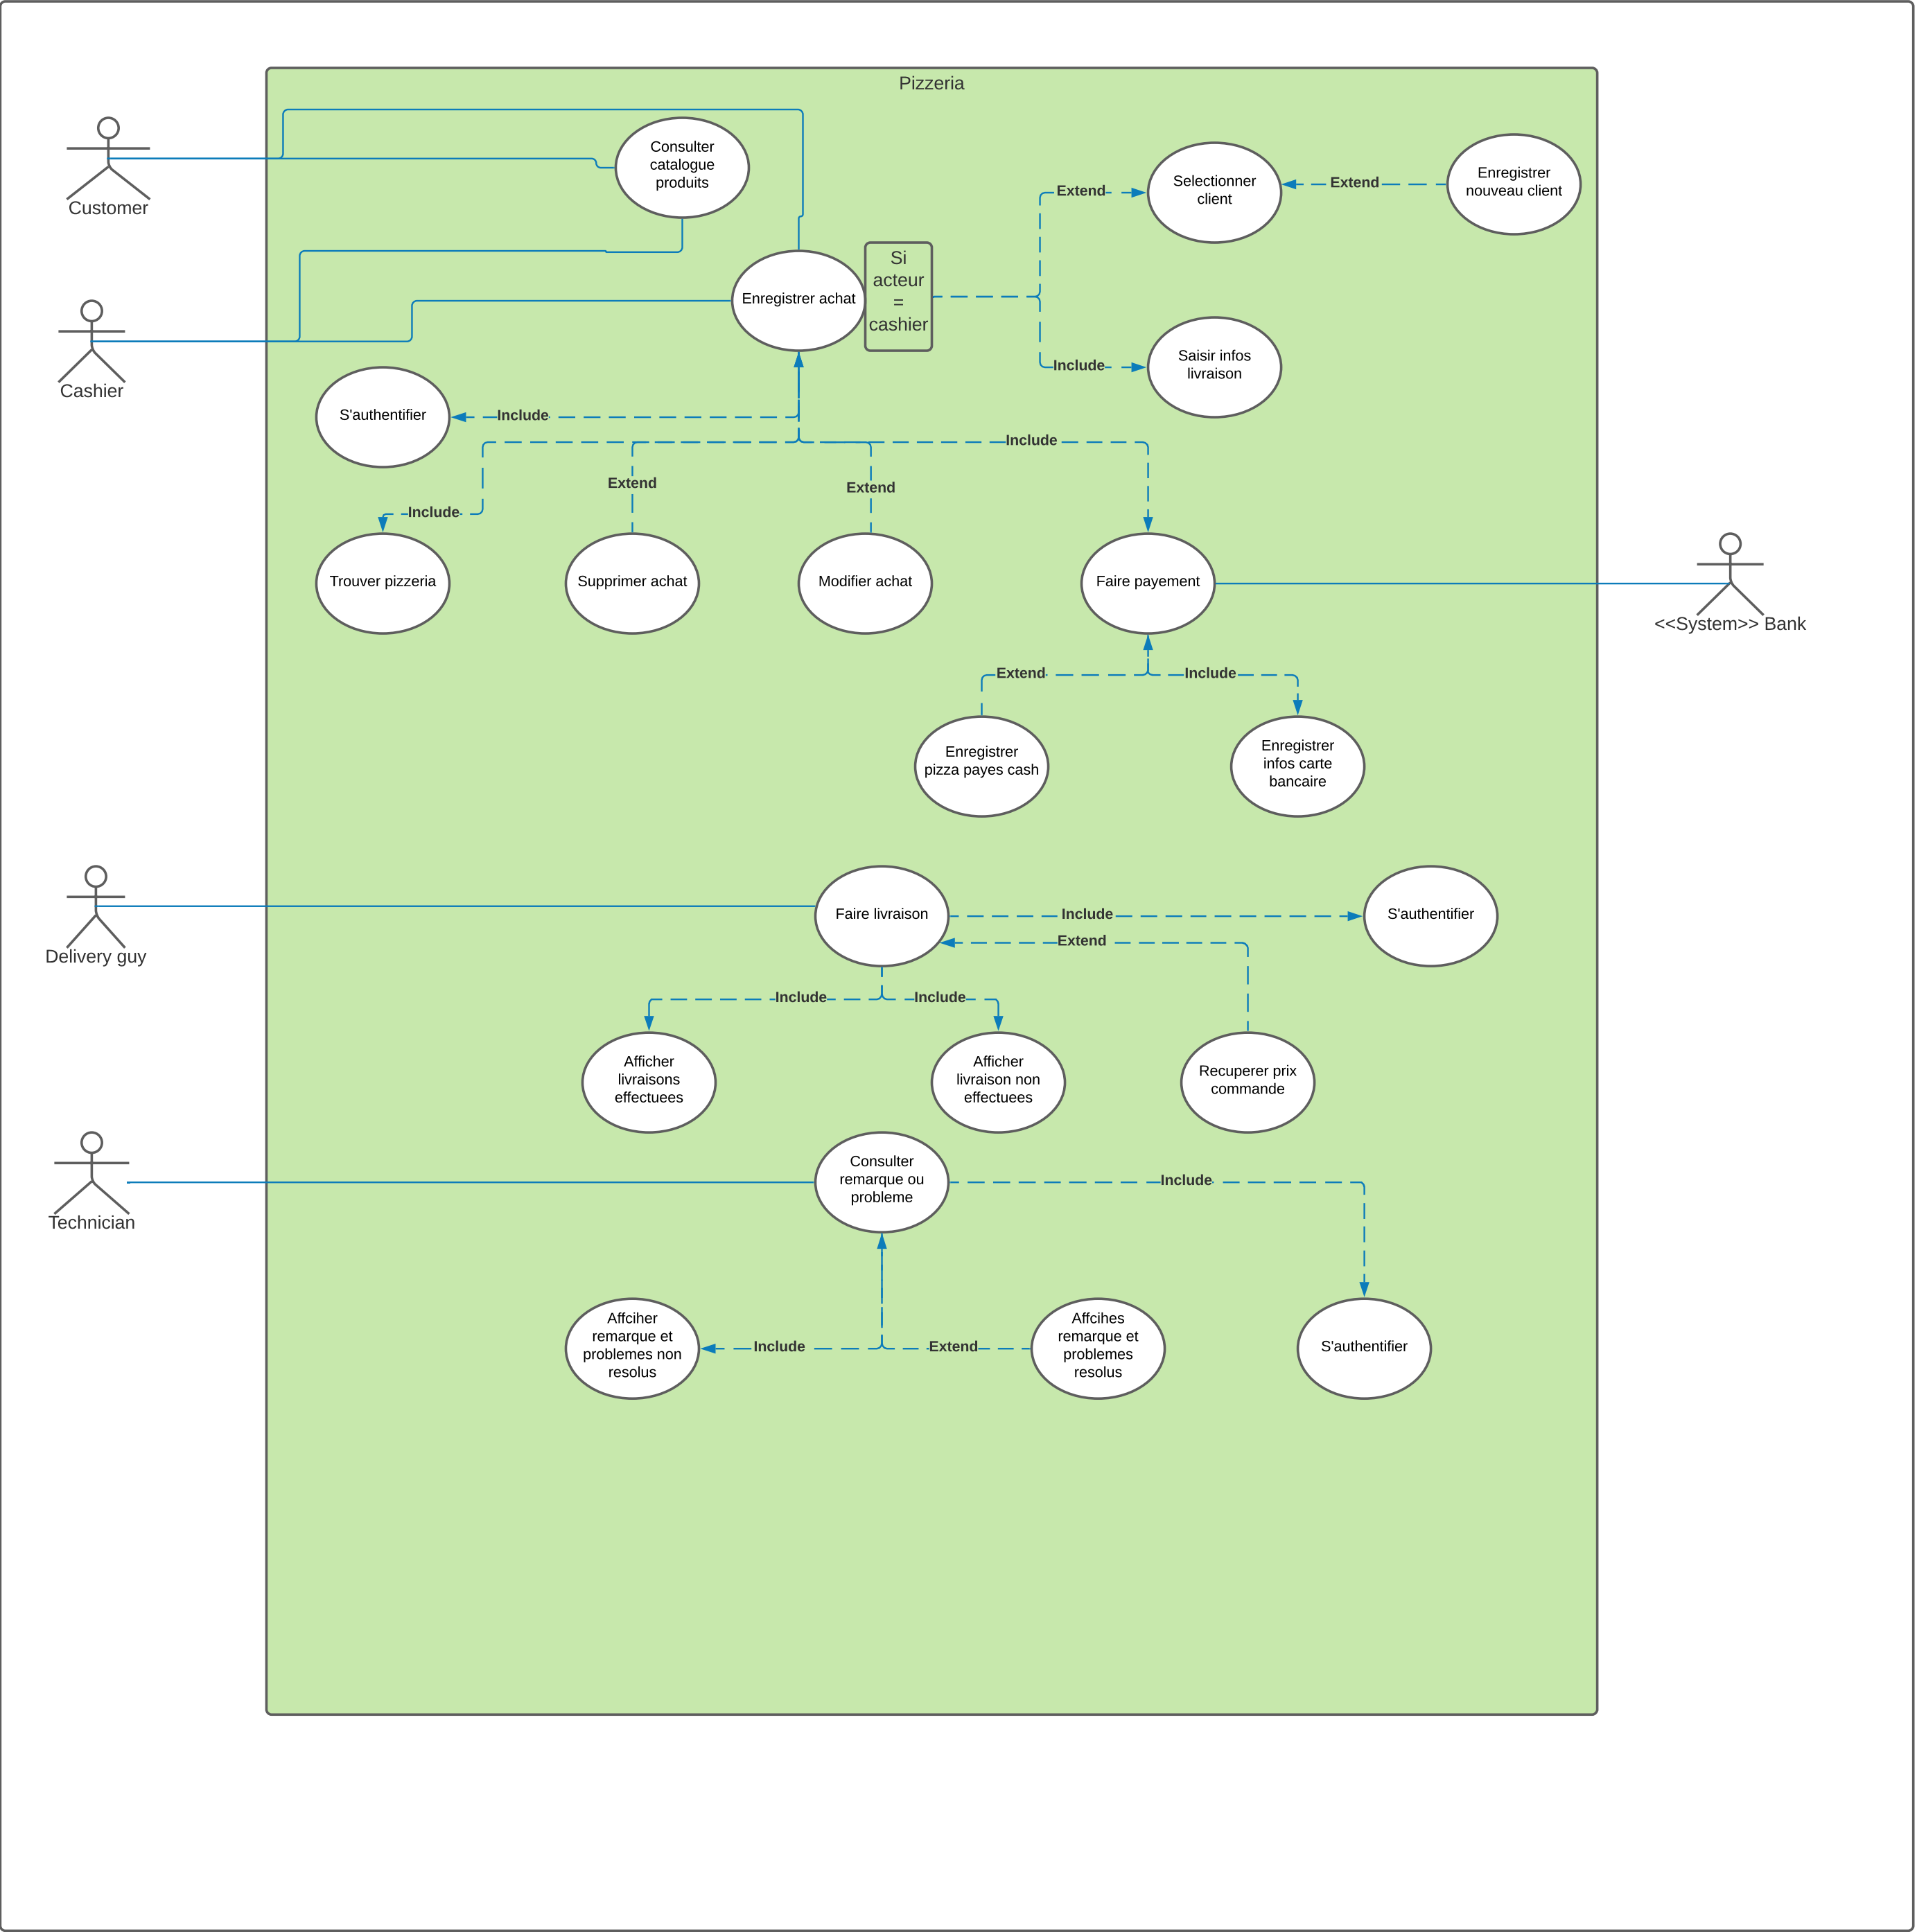 Pizzeria
Customer
Consulter
catalogue
produits
Extend
Selectionner
client
Extend
Enregistrer
nouveau client
Cashier
Enregistrer achat
Si
acteur
=
cashier
Include
Saisir infos
livraison
S'authentifier
Include
Include
Extend
Extend
Include
Trouver pizzeria
Supprimer achat
Modifier achat
Faire payement
<<System>> Bank
Extend
Include
Enregistrer
pizza payes cash
Enregistrer
infos carte
bancaire
Delivery guy
Faire livraison
Include
S'authentifier
Extend
Include
Include
Afficher
livraisons
effectuees
Afficher
livraison non
effectuees
Recuperer prix
commande
Technician
Consulter
remarque ou
probleme
Include
Affciher
remarque et
problemes non
resolus
Include
Extend
Affcihes
remarque et
problemes
resolus
S'authentifier